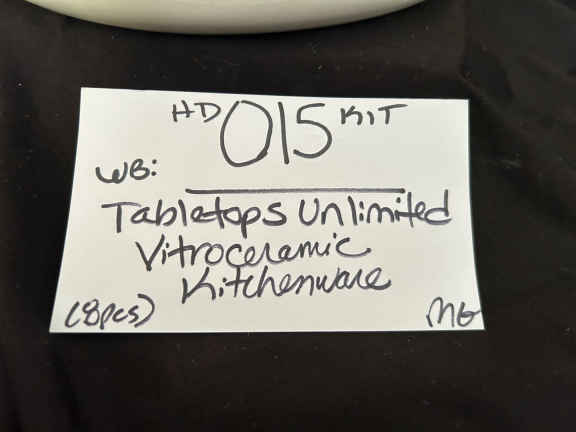 HD 015 KIT
WB:
Tabletops Unlimited
Vitroceramic
Kitchenware
(8pcs) MG